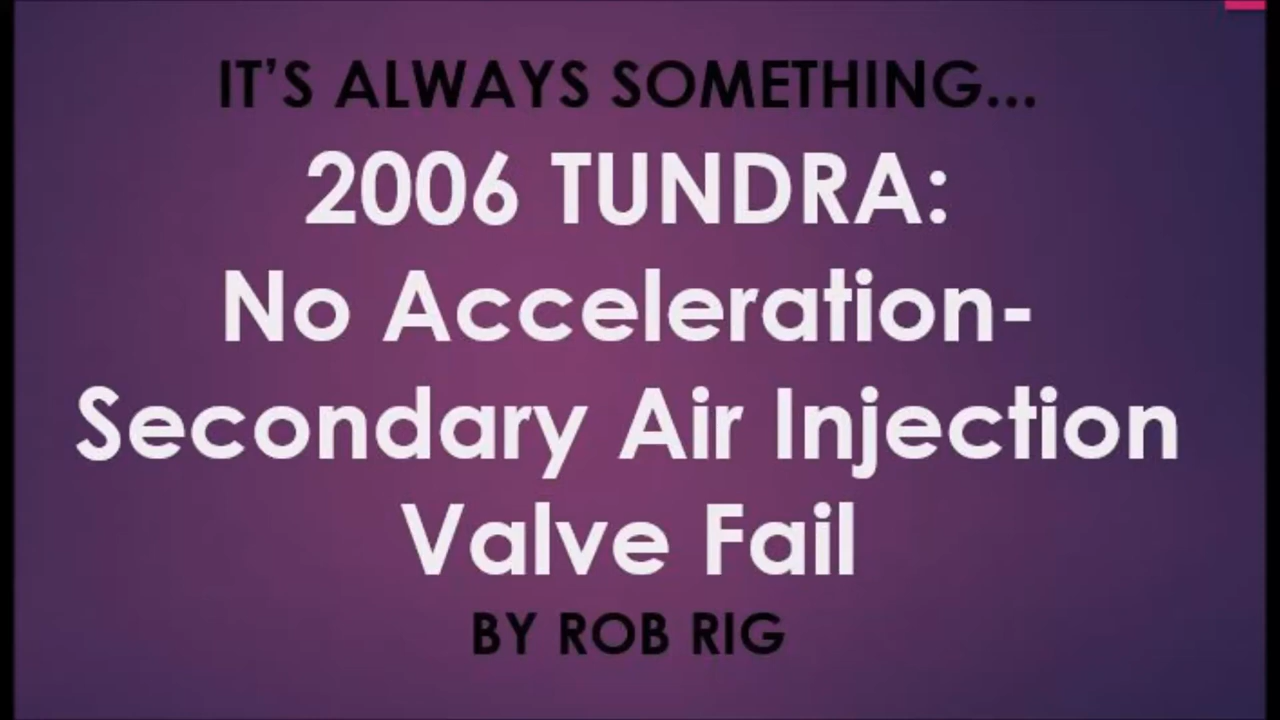 IT’S ALWAYS SOMETHING...
2006 TUNDRA:
No Acceleration-
Secondary Air Injection
Valve Fail
BY ROB RIG